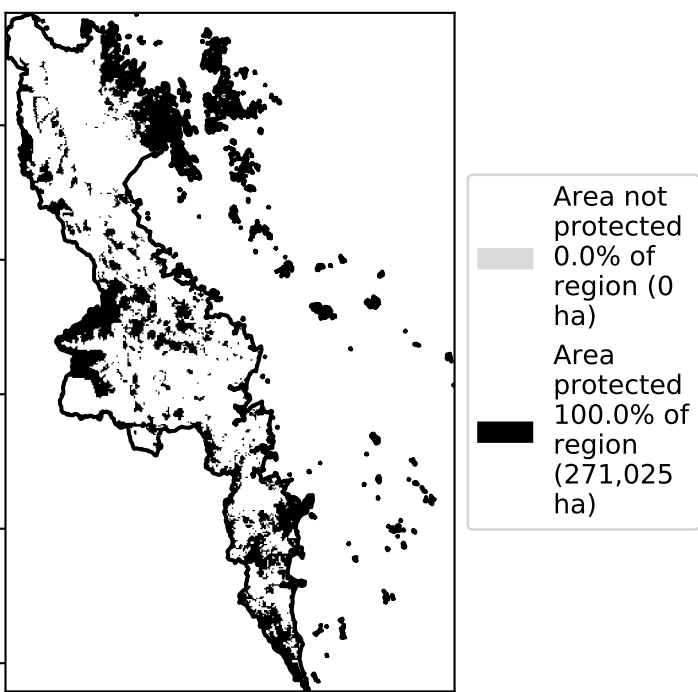 Area not
protected
0.0% of
region (0
ha)
Area
protected
100.0% of
region
(271,025
ha)